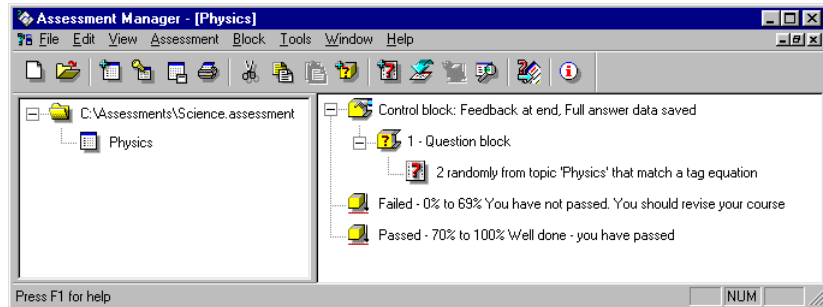 Assessment Manager - [Physics]
File Edit View Assessment Block Tools Window Help
C:\Assessments\Science.assessment
Physics
Control block: Feedback at end, Full answer data saved
1 - Question block
2 randomly from topic 'Physics' that match a tag equation
Failed - 0% to 69% You have not passed. You should revise your course
Passed - 70% to 100% Well done - you have passed
Press F1 for help
NUM